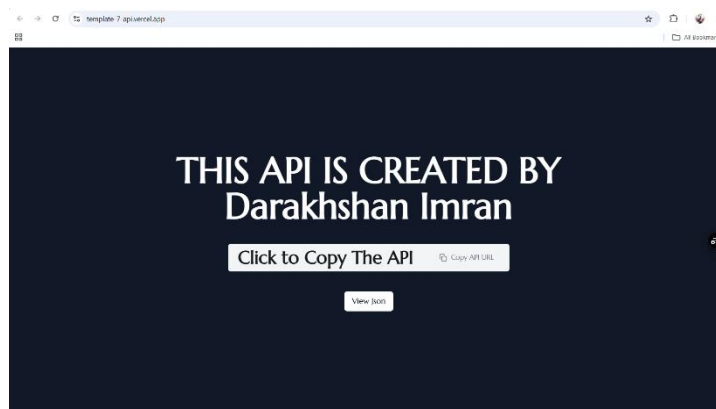 template-7-api.vercel.app
All Bookmar
THIS API IS CREATED BY
Darakhshan Imran
Click to Copy The API
Copy API URL
View Json